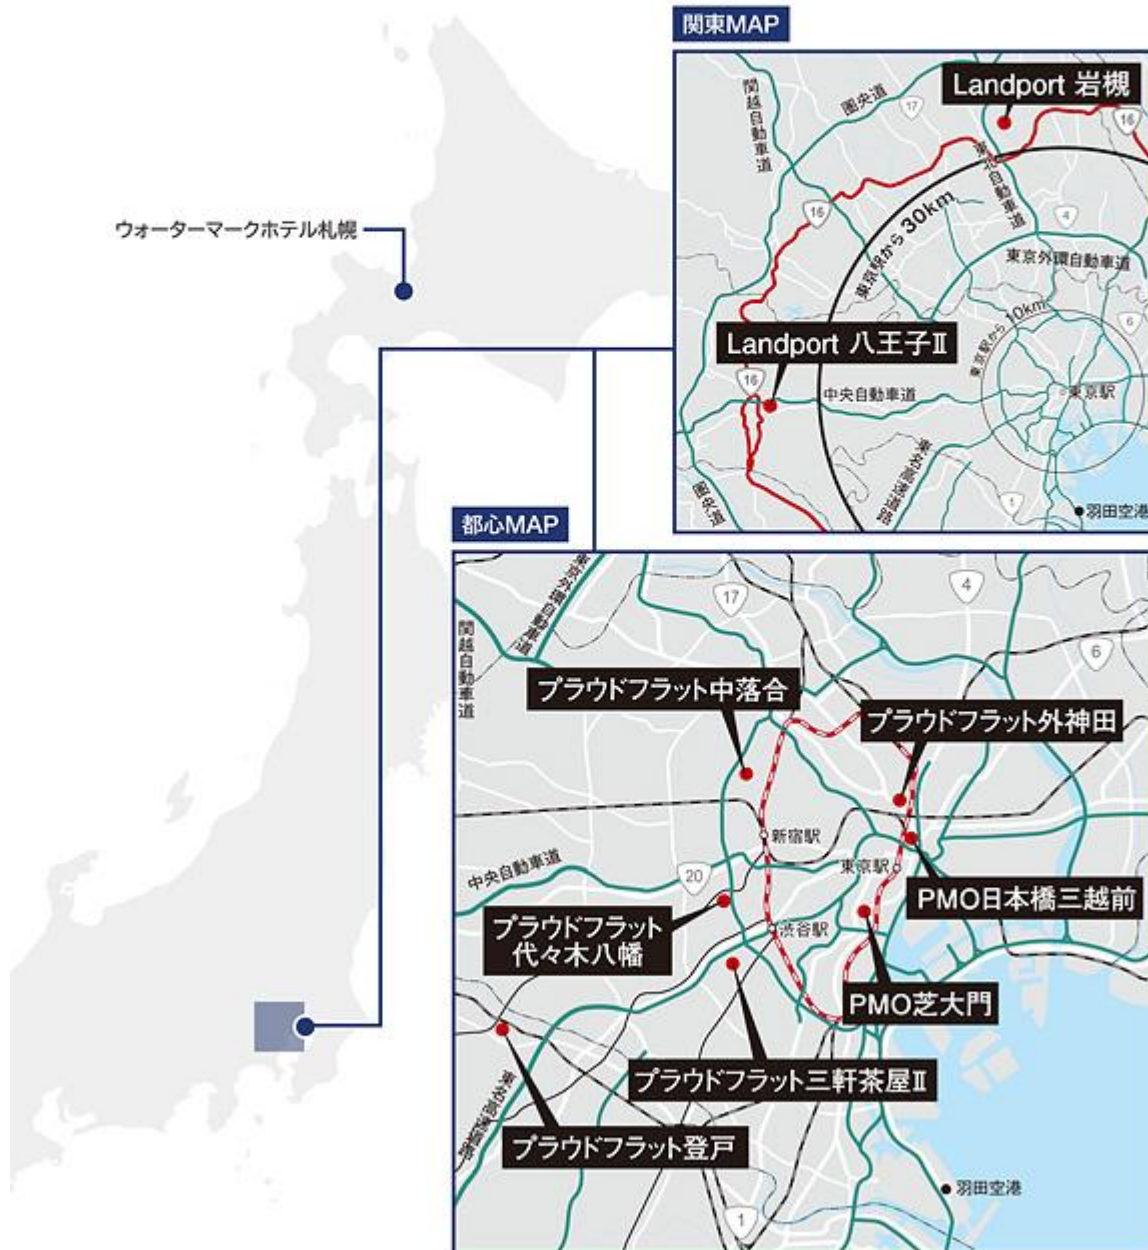 関東MAP
Landport 岩槻
関越自動車道
圏央道
17
16
東北自動車道
16
東京駅から 30km
4
東京外環自動車道
東京駅から 10km
6
ウォーターマークホテル札幌
Landport 八王子Ⅱ
16
中央自動車道
東京駅
東名高速道路
圏央道
1
羽田空港
都心MAP
東京外環自動車道
17
4
関越自動車道
6
プラウドフラット中落合
プラウドフラット外神田
新宿駅
中央自動車道
20
東京駅
PMO日本橋三越前
プラウドフラット
代々木八幡
渋谷駅
PMO芝大門
プラウドフラット三軒茶屋Ⅱ
東名高速道路
プラウドフラット登戸
羽田空港
1